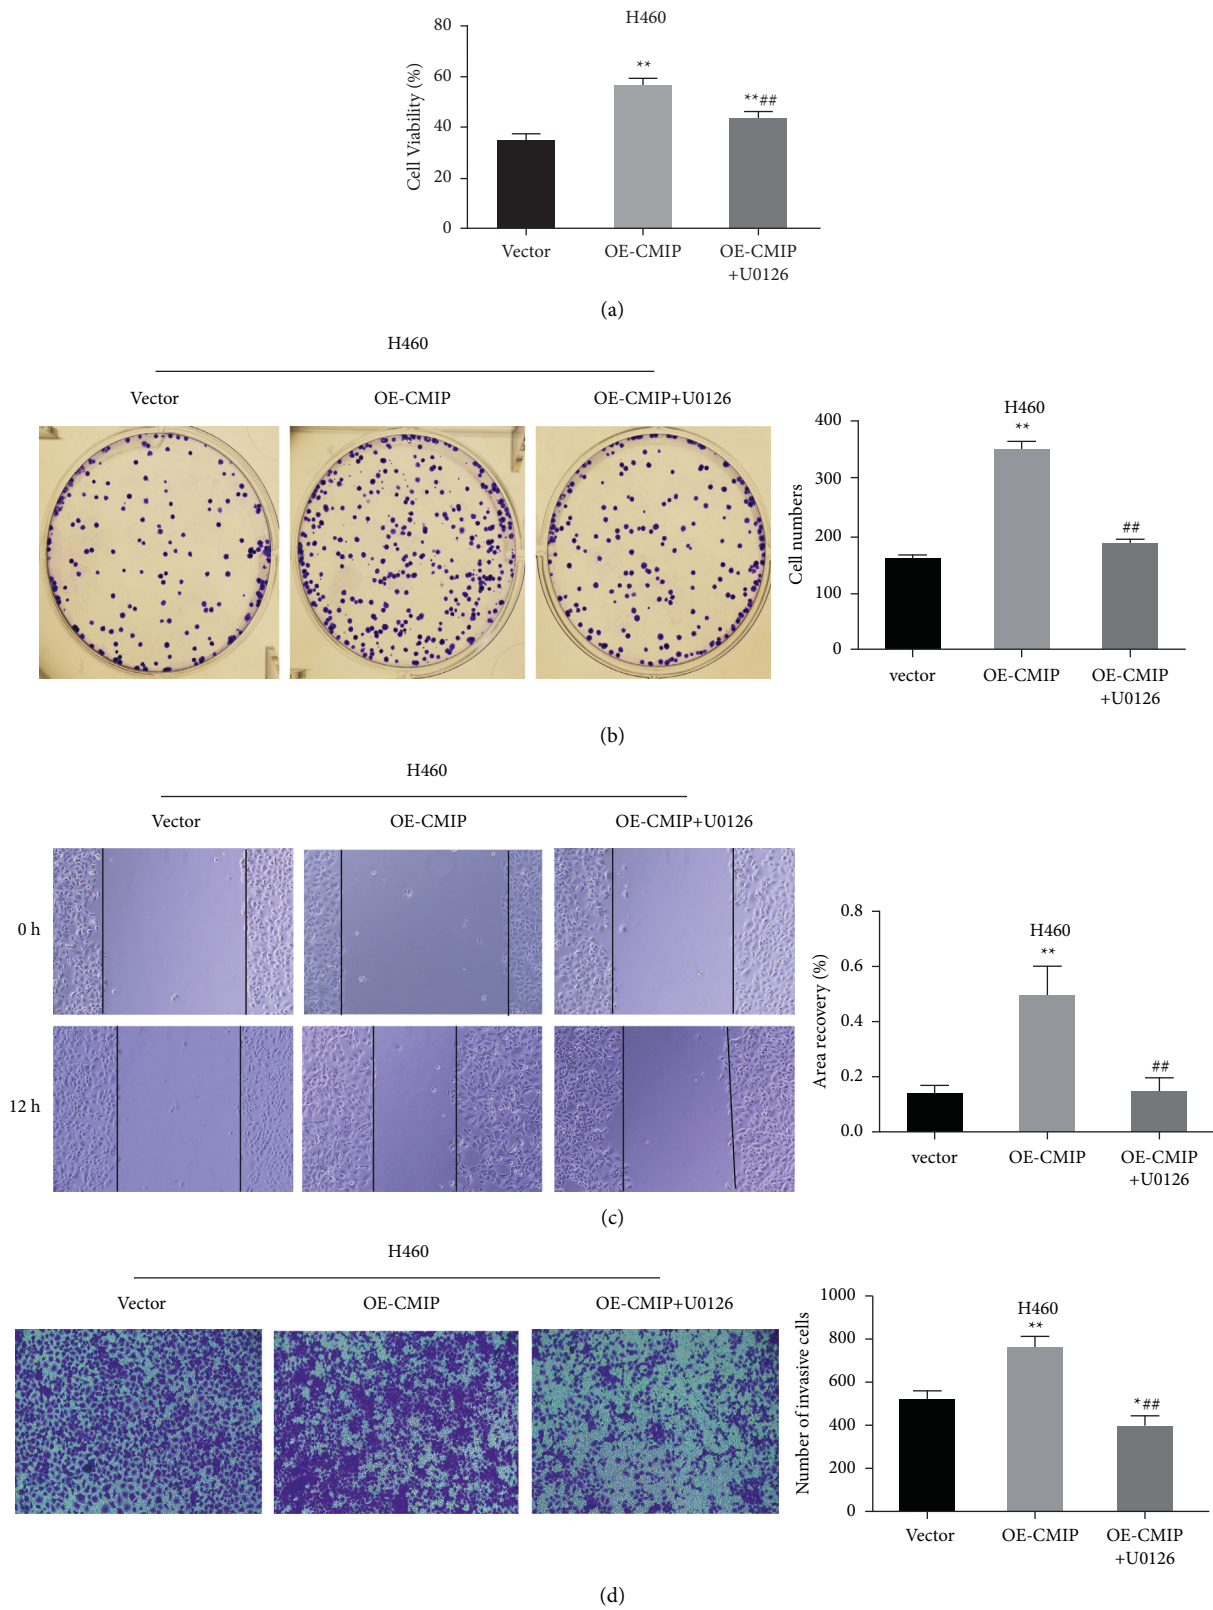 H460
80
60
40
20
0
Cell Viability (%)
**
**##
Vector
OE-CMIP
OE-CMIP
+U0126
(a)
H460
Vector
OE-CMIP
OE-CMIP+U0126
400
300
200
100
0
Cell numbers
H460
**
##
vector
OE-CMIP
OE-CMIP
+U0126
(b)
H460
Vector
OE-CMIP
OE-CMIP+U0126
0 h
12 h
0.8
0.6
0.4
0.2
0.0
Area recovery (%)
H460
**
##
vector
OE-CMIP
OE-CMIP
+U0126
(c)
H460
Vector
OE-CMIP
OE-CMIP+U0126
1000
800
600
400
200
0
Number of invasive cells
H460
**
*##
Vector
OE-CMIP
OE-CMIP
+U0126
(d)